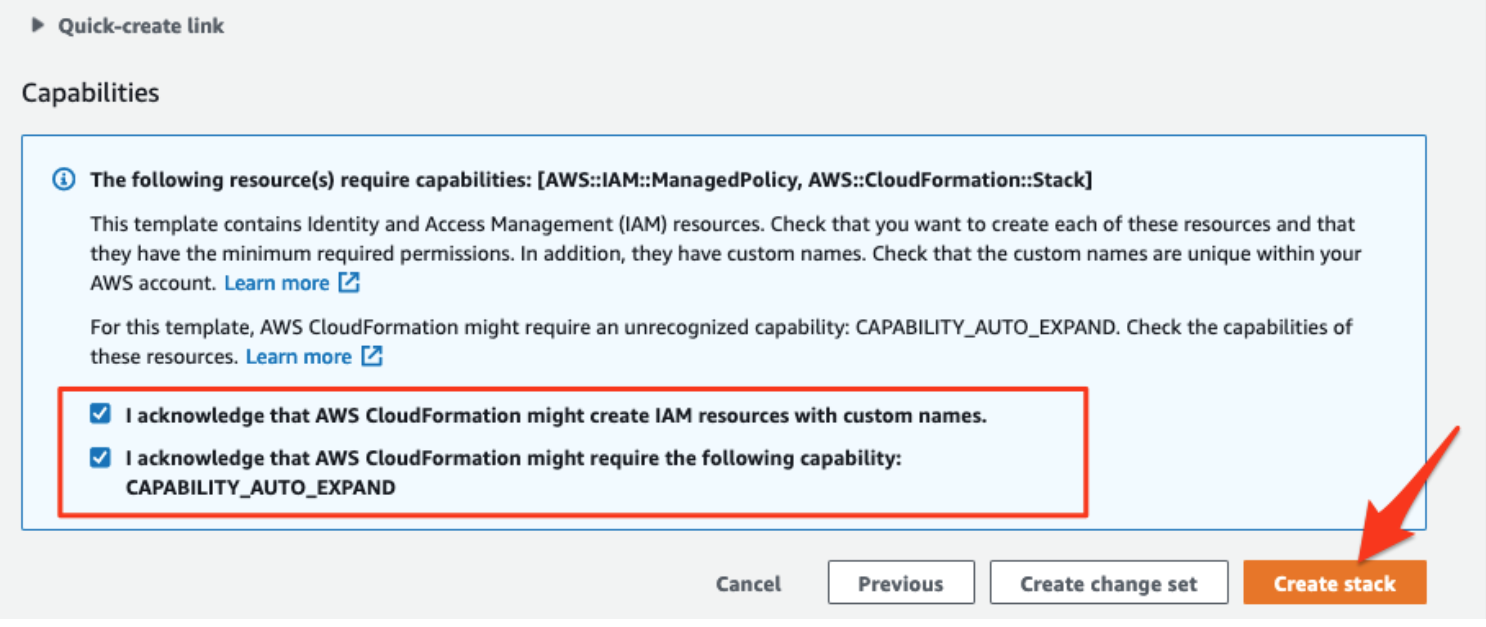 Quick-create link
Capabilities
The following resource(s) require capabilities: [AWS::IAM::ManagedPolicy, AWS::CloudFormation::Stack]
This template contains Identity and Access Management (IAM) resources. Check that you want to create each of these resources and that
they have the minimum required permissions. In addition, they have custom names. Check that the custom names are unique within your
AWS account. Learn more
For this template, AWS CloudFormation might require an unrecognized capability: CAPABILITY_AUTO_EXPAND. Check the capabilities of
these resources. Learn more
I acknowledge that AWS CloudFormation might create IAM resources with custom names.
I acknowledge that AWS CloudFormation might require the following capability:
CAPABILITY_AUTO_EXPAND
Cancel Previous Create change set Create stack